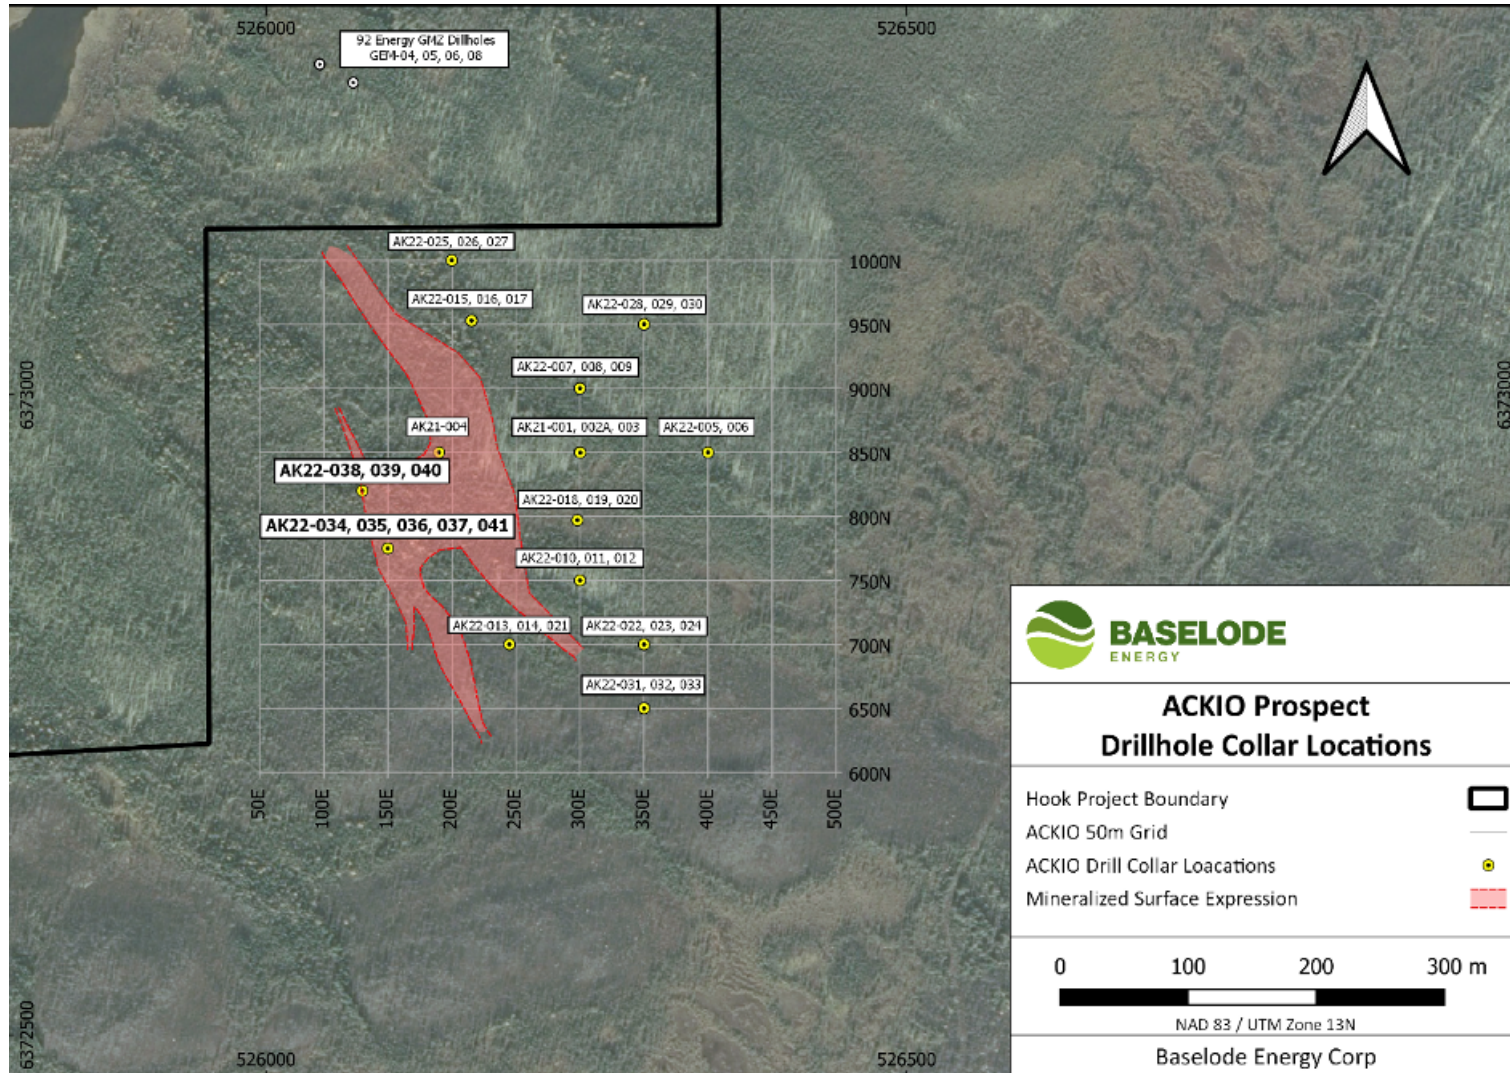 526000
526500
92 Energy GMZ Dillholes
GEM-04, 05, 06, 08
AK22-025, 026, 027
1000N
AK22-015, 016, 017
AK22-028, 029, 030
950N
6373000
6373000
AK22-007, 008, 009
900N
AK21-004
AK21-001, 002A, 003
AK22-005, 006
850N
AK22-038, 039, 040
AK22-018, 019, 020
800N
AK22-034, 035, 036, 037, 041
AK22-010, 011, 012
750N
AK22-013, 014, 021
AK22-022, 023, 024
700N
AK22-031, 032, 033
650N
600N
50E
100E
150E
200E
250E
300E
350E
400E
450E
500E
BASELODE
ENERGY
ACKIO Prospect
Drillhole Collar Locations
Hook Project Boundary
ACKIO 50m Grid
ACKIO Drill Collar Loacations
Mineralized Surface Expression
0 100 200 300 m
NAD 83 / UTM Zone 13N
Baselode Energy Corp
6372500
526000
526500